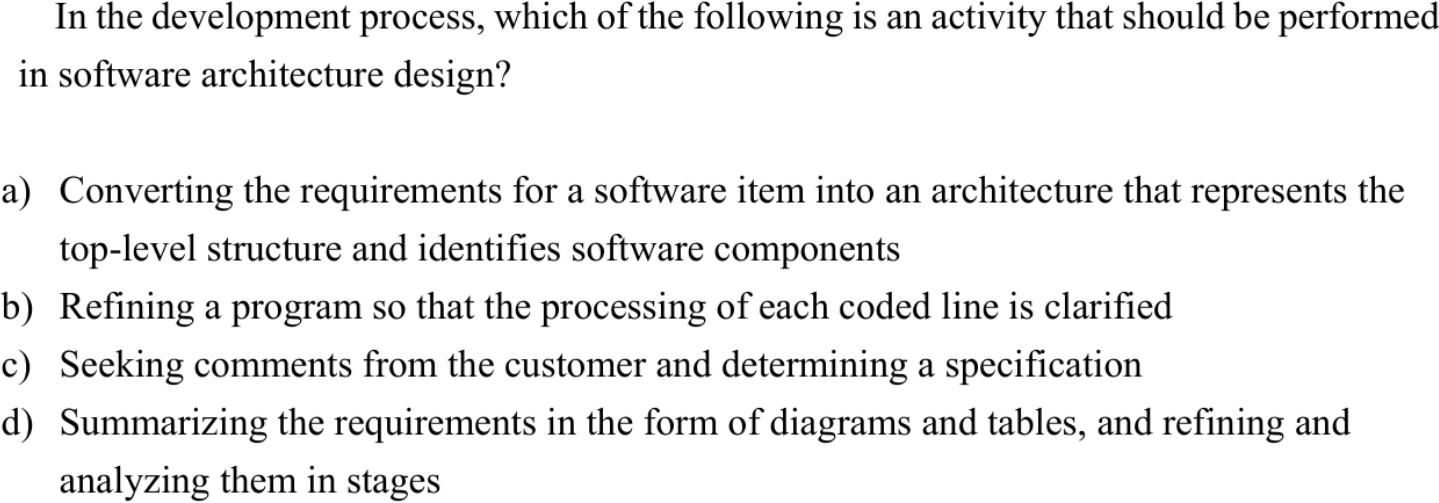 In the development process, which of the following is an activity that should be performed
in software architecture design?
a) Converting the requirements for a software item into an architecture that represents the
top-level structure and identifies software components
b) Refining a program so that the processing of each coded line is clarified
c) Seeking comments from the customer and determining a specification
d) Summarizing the requirements in the form of diagrams and tables, and refining and
analyzing them in stages